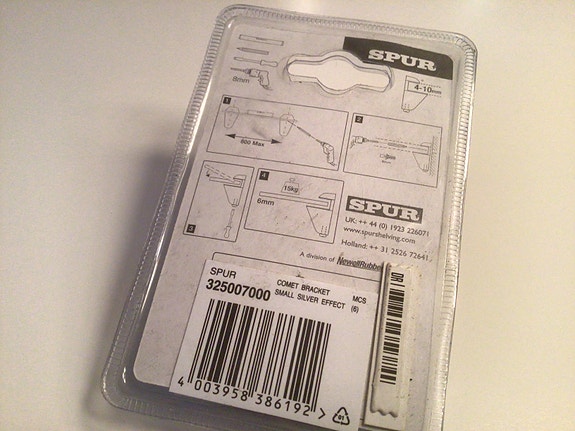 SPUR
8mm
4-10mm
1
800 Max
2
3
4
15kg
6mm
SPUR
UK: ++ 44 (0) 1923 226071
www.spurshelving.com
Holland: ++ 31 2526 72641
A division of NewellRubbe
SPUR
325007000
COMET BRACKET MCS
SMALL SILVER EFFECT (6)
4 003958 386192 >
01